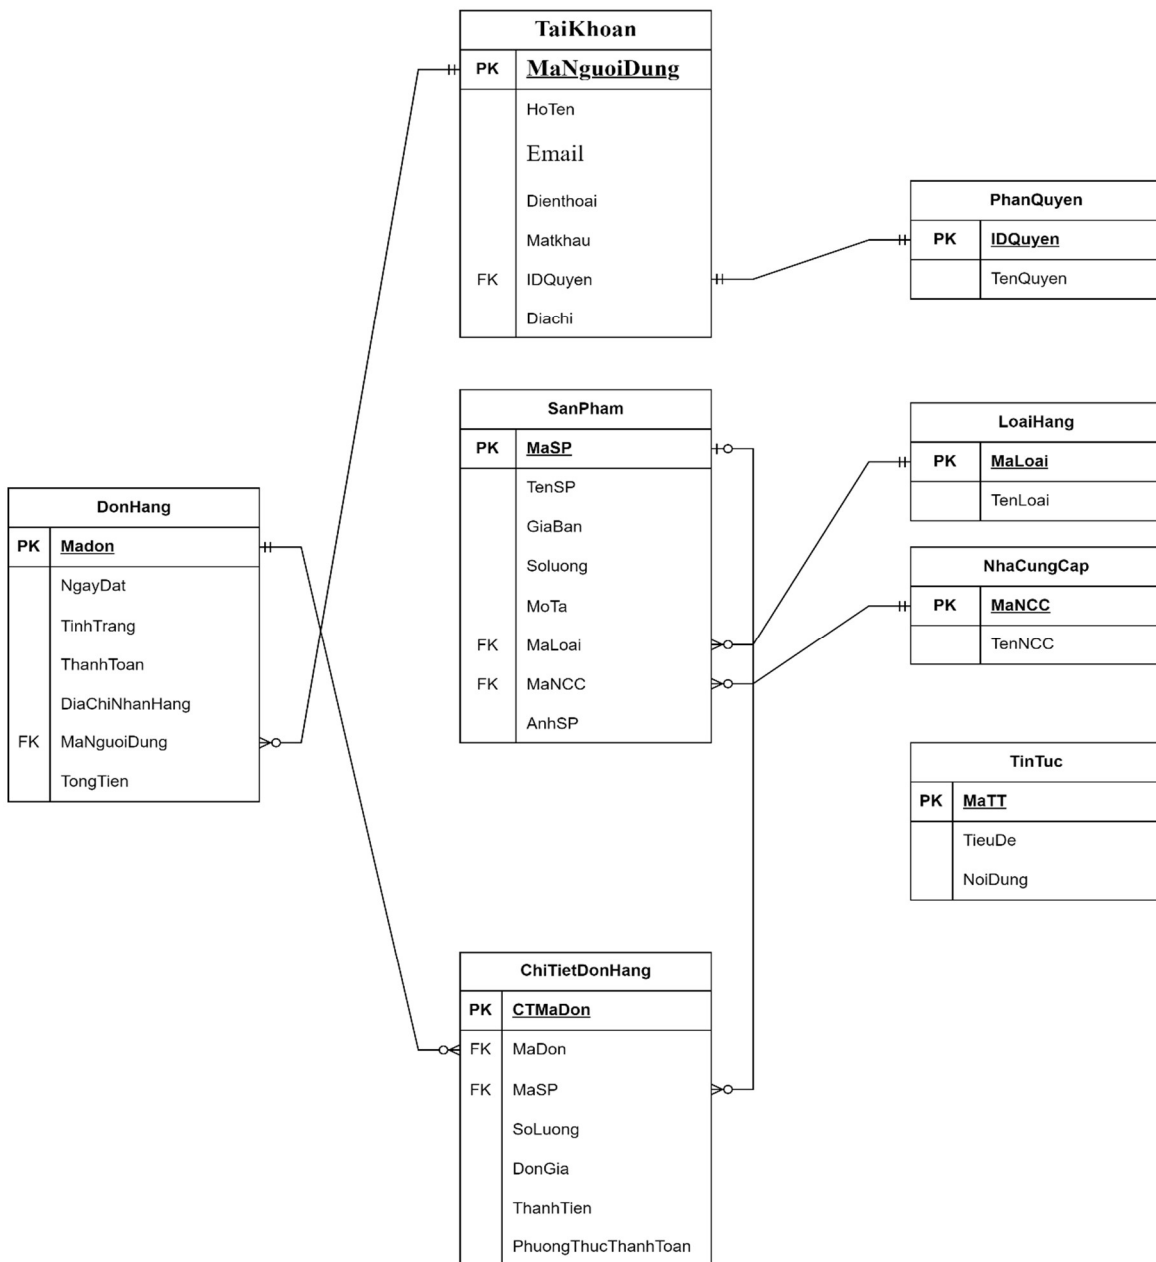 TaiKhoan
PK MaNguoiDung
HoTen
Email
Dienthoai
Matkhau
FK IDQuyen
Diachi
PhanQuyen
PK IDQuyen
TenQuyen
SanPham
PK MaSP
TenSP
GiaBan
Soluong
MoTa
FK MaLoai
FK MaNCC
AnhSP
LoaiHang
PK MaLoai
TenLoai
DonHang
PK Madon
NgayDat
TinhTrang
ThanhToan
DiaChiNhanHang
FK MaNguoiDung
TongTien
NhaCungCap
PK MaNCC
TenNCC
TinTuc
PK MaTT
TieuDe
NoiDung
ChiTietDonHang
PK CTMaDon
FK MaDon
FK MaSP
SoLuong
DonGia
ThanhTien
PhuongThucThanhToan